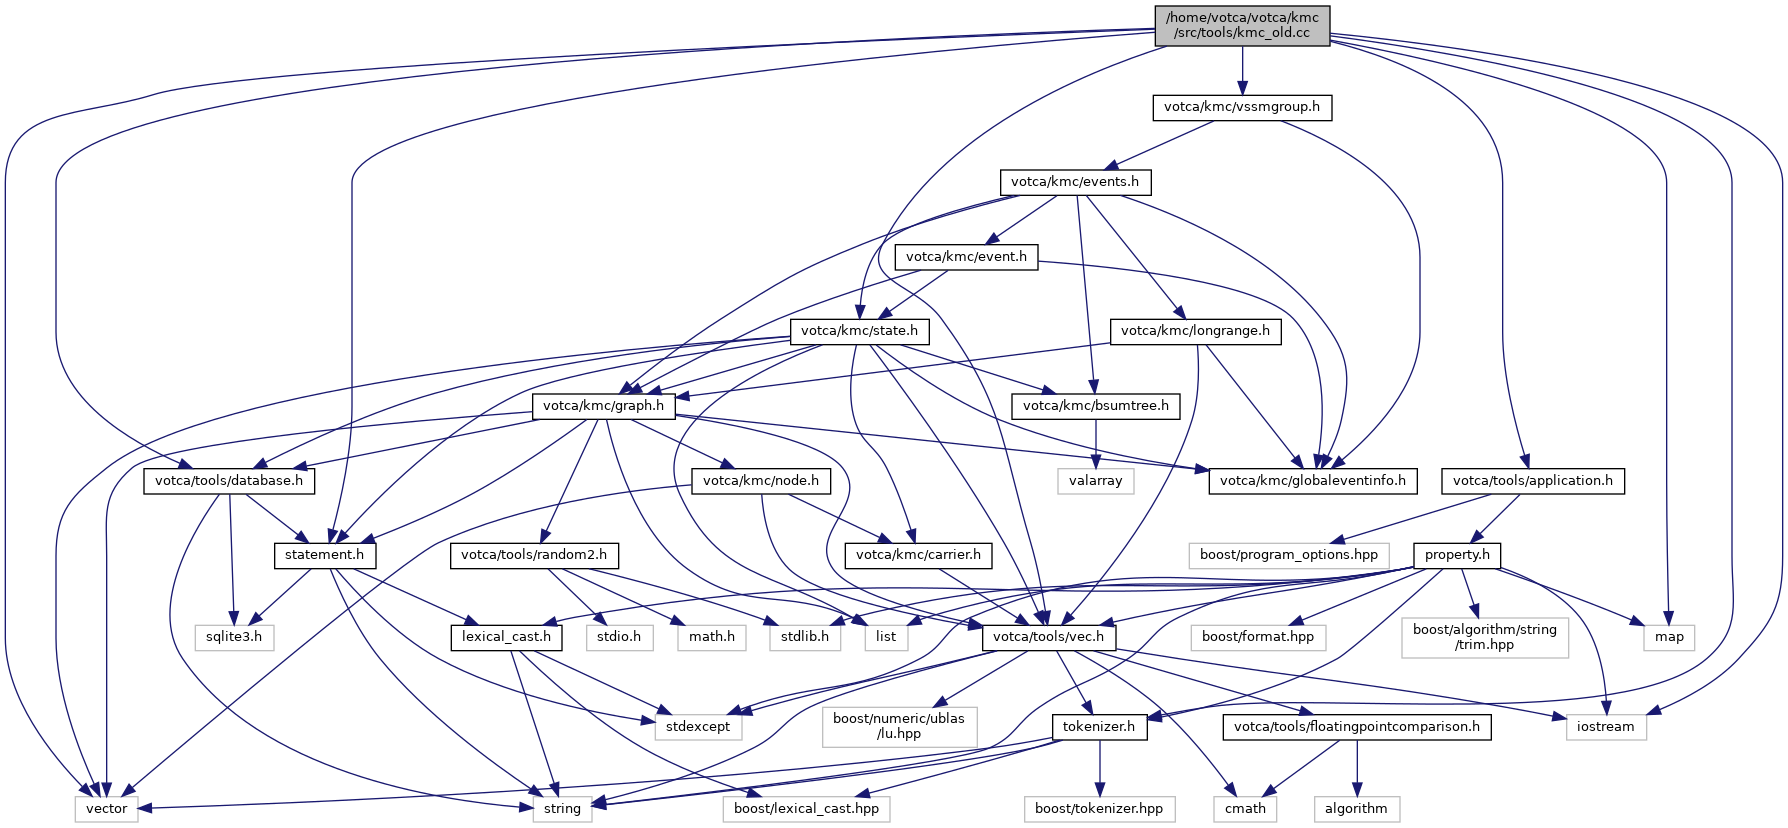 /home/votca/votca/kmc
/src/tools/kmc_old.cc
votca/kmc/vssmgroup.h
votca/kmc/events.h
votca/kmc/event.h
votca/kmc/state.h
votca/kmc/longrange.h
votca/kmc/graph.h
votca/kmc/bsumtree.h
votca/tools/database.h
votca/kmc/node.h
valarray
votca/kmc/globaleventinfo.h
votca/tools/application.h
statement.h
votca/tools/random2.h
votca/kmc/carrier.h
boost/program_options.hpp
property.h
sqlite3.h
lexical_cast.h
stdio.h
math.h
stdlib.h
list
votca/tools/vec.h
boost/format.hpp
boost/algorithm/string
/trim.hpp
map
stdexcept
boost/numeric/ublas
/lu.hpp
tokenizer.h
votca/tools/floatingpointcomparison.h
iostream
vector
string
boost/lexical_cast.hpp
boost/tokenizer.hpp
cmath
algorithm